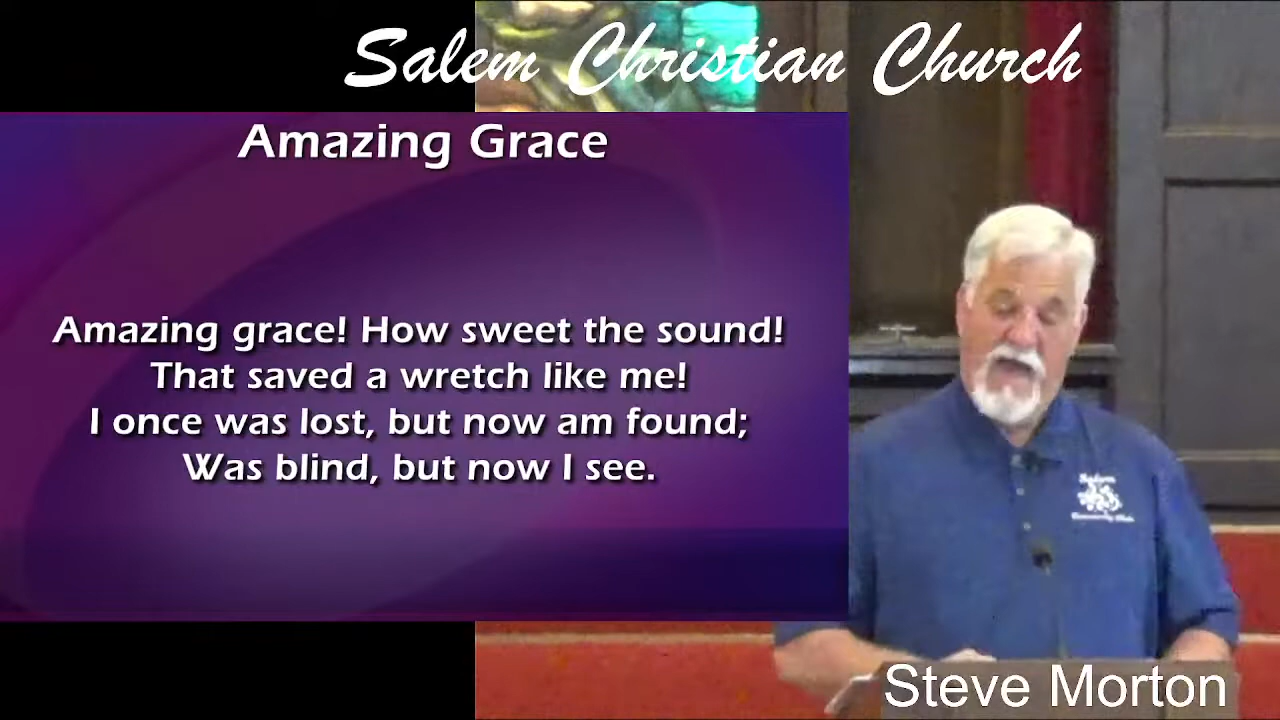 Salem Christian Church
Amazing Grace
Amazing grace! How sweet the sound!
That saved a wretch like me!
I once was lost, but now am found;
Was blind, but now I see.
Salem
Steve Morton